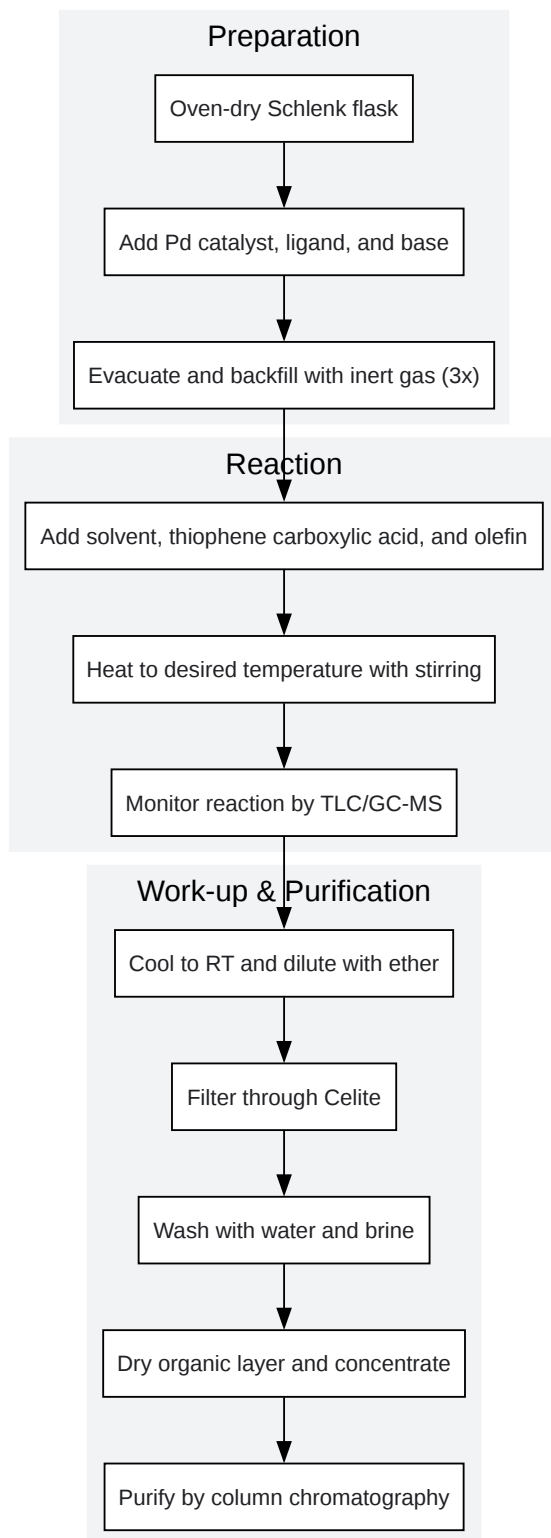 Preparation
Oven-dry Schlenk flask
Add Pd catalyst, ligand, and base
Evacuate and backfill with inert gas (3x)
Reaction
Add solvent, thiophene carboxylic acid, and olefin
Heat to desired temperature with stirring
Monitor reaction by TLC/GC-MS
Work-up & Purification
Cool to RT and dilute with ether
Filter through Celite
Wash with water and brine
Dry organic layer and concentrate
Purify by column chromatography